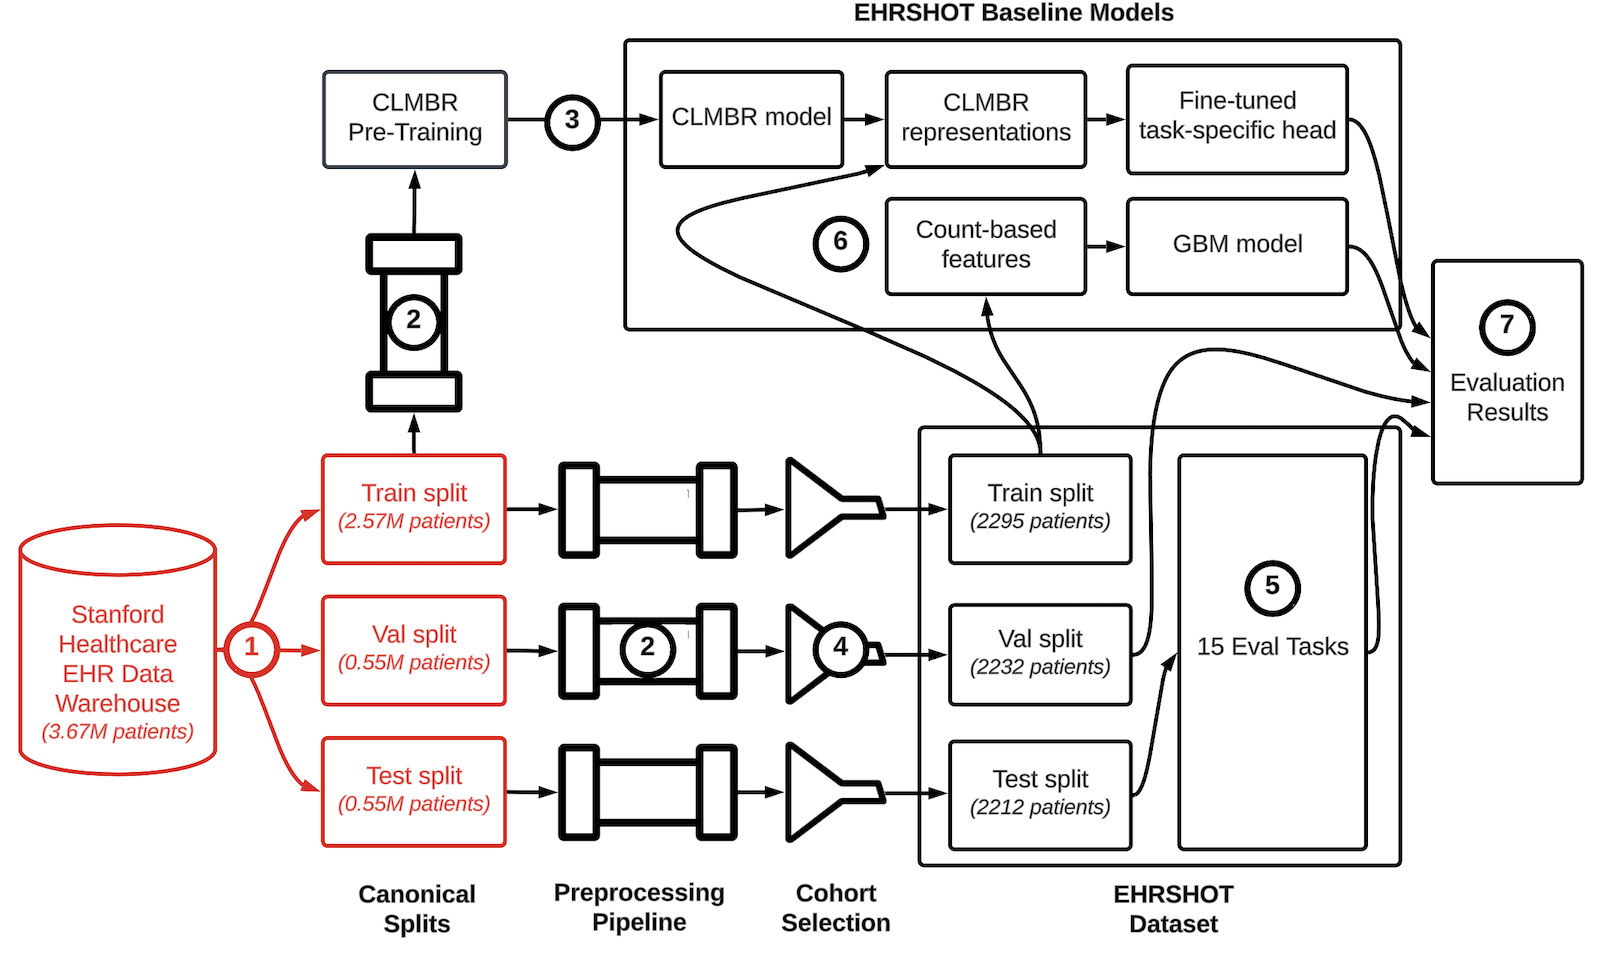 EHRSHOT Baseline Models
CLMBR
Pre-Training
3
CLMBR model
CLMBR
representations
Fine-tuned
task-specific head
6
Count-based
features
GBM model
2
7
Evaluation
Results
Train split
(2.57M patients)
Train split
(2295 patients)
Stanford
Healthcare
EHR Data
Warehouse
(3.67M patients)
1
Val split
(0.55M patients)
2
4
Val split
(2232 patients)
5
15 Eval Tasks
Test split
(0.55M patients)
Test split
(2212 patients)
Canonical
Splits
Preprocessing
Pipeline
Cohort
Selection
EHRSHOT
Dataset